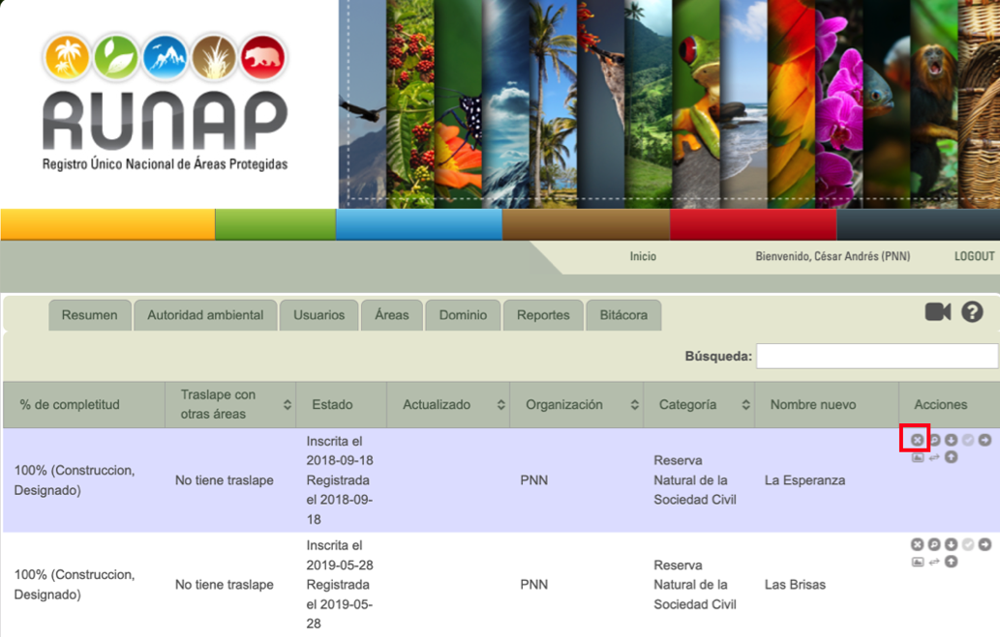 RUNAP
Registro Único Nacional de Áreas Protegidas
Inicio
Bienvenido, César Andrés (PNN)
LOGOUT
Resumen
Autoridad ambiental
Usuarios
Áreas
Dominio
Reportes
Bitácora
Búsqueda:
% de completitud
Traslape con
otras áreas
Estado
Actualizado
Organización
Categoría
Nombre nuevo
Acciones
100% (Construccion,
Designado)
No tiene traslape
Inscrita el
2018-09-18
Registrada
el 2018-09-
18
PNN
Reserva
Natural de la
Sociedad Civil
La Esperanza
100% (Construccion,
Designado)
No tiene traslape
Inscrita el
2019-05-28
Registrada
el 2019-05-
28
PNN
Reserva
Natural de la
Sociedad Civil
Las Brisas